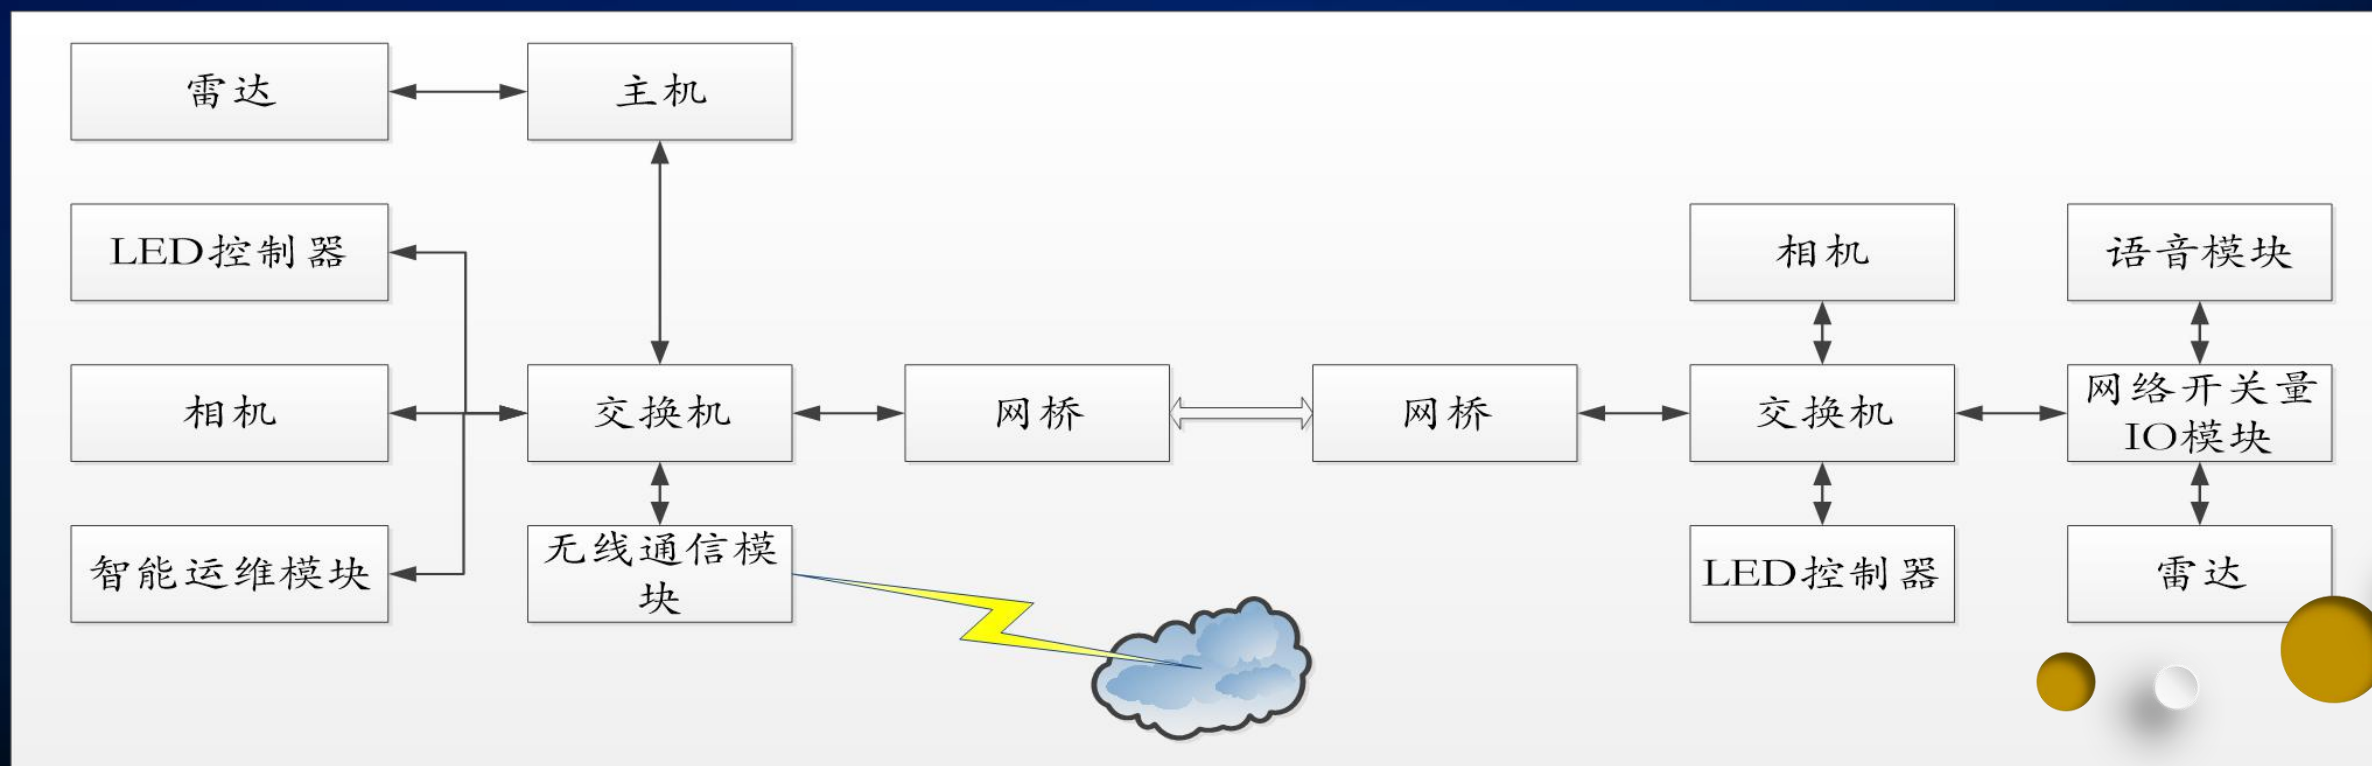 雷达
主机
LED控制器
相机
语音模块
相机
交换机
网桥
网桥
交换机
网络开关量
IO模块
智能运维模块
无线通信模
块
LED控制器
雷达